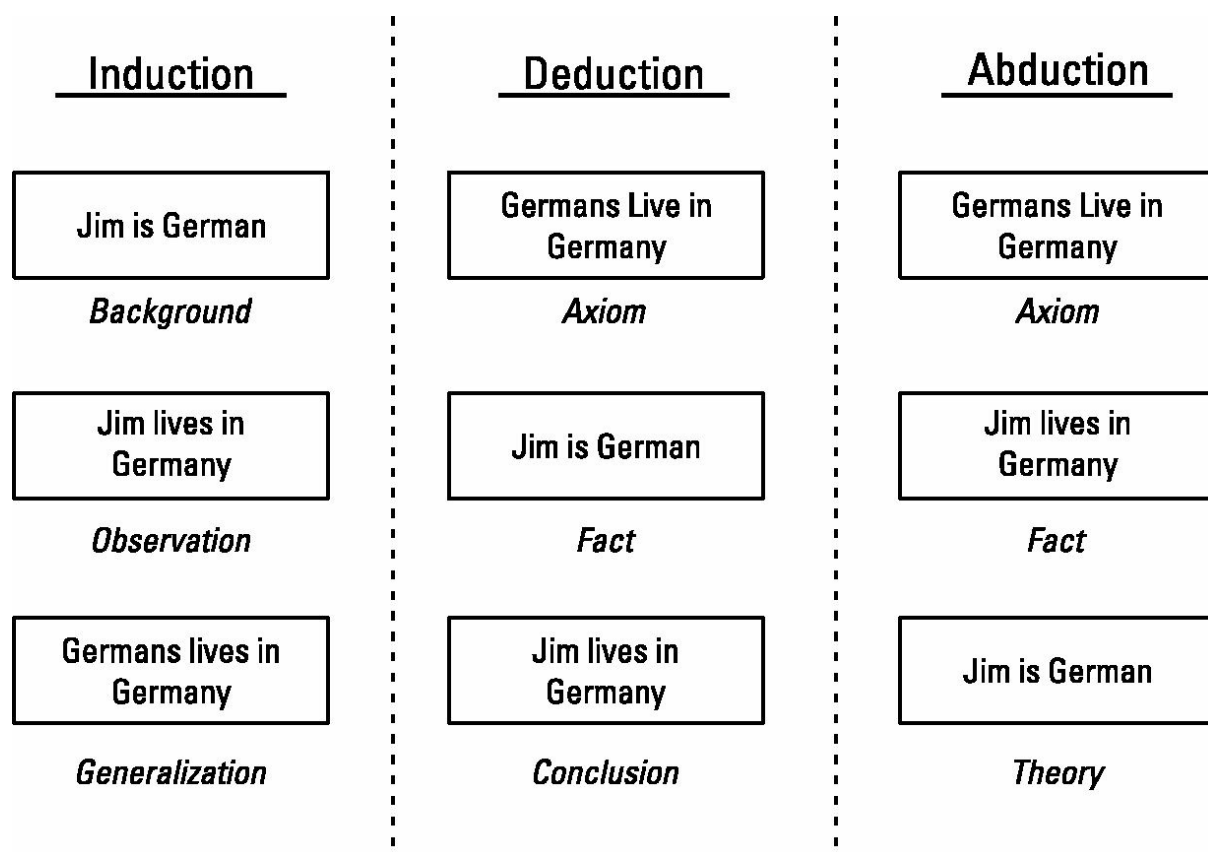 Induction
Jim is German
Background
Jim lives in
Germany
Observation
Germans lives in
Germany
Generalization
Deduction
Germans Live in
Germany
Axiom
Jim is German
Fact
Jim lives in
Germany
Conclusion
Abduction
Germans Live in
Germany
Axiom
Jim lives in
Germany
Fact
Jim is German
Theory